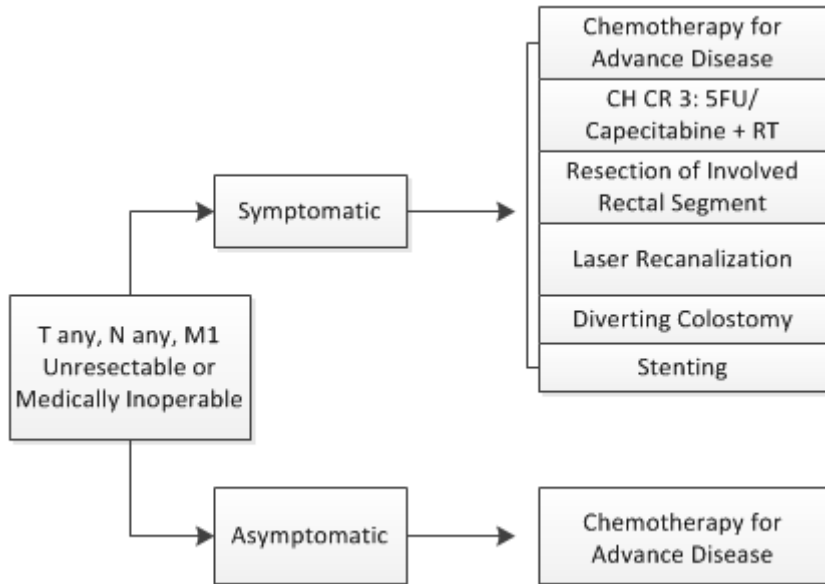 Chemotherapy for
Advance Disease
CH CR 3: 5FU/
Capecitabine + RT
Resection of Involved
Rectal Segment
Laser Recanalization
Diverting Colostomy
Stenting
Symptomatic
T any, N any, M1
Unresectable or
Medically Inoperable
Asymptomatic
Chemotherapy for
Advance Disease